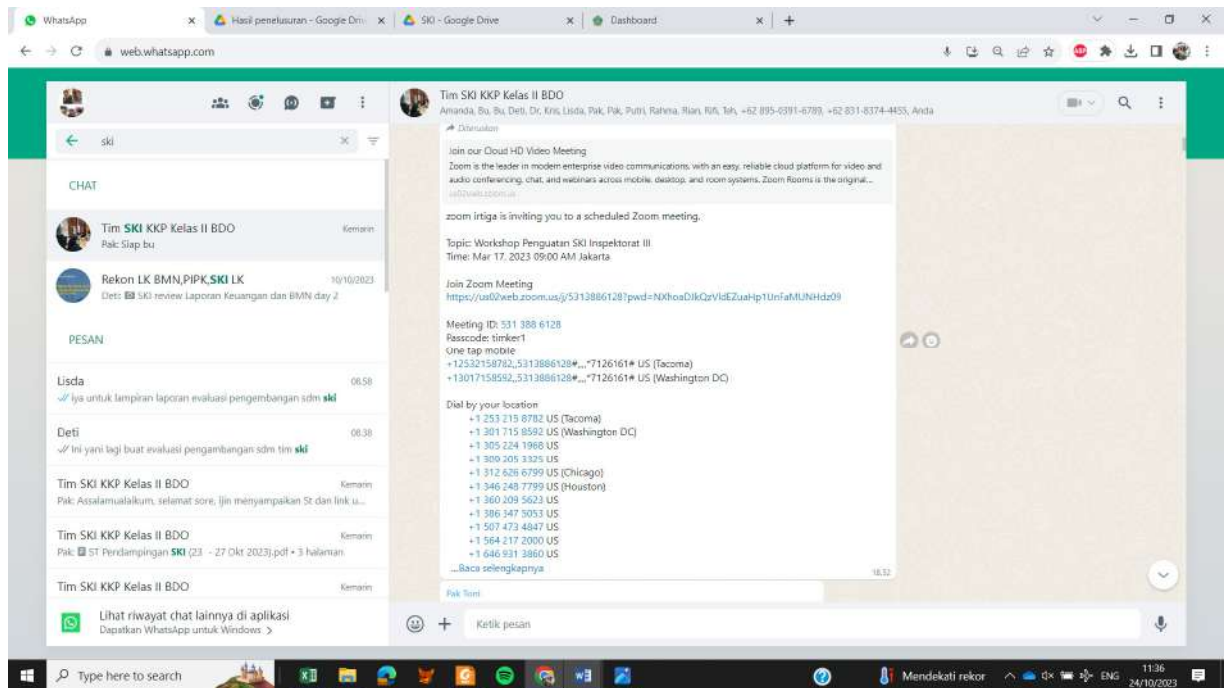 WhatsApp
Hasil penelusuran - Google Driv
SKI - Google Drive
Dashboard
web.whatsapp.com
ABP
ski
CHAT
Tim SKI KKP Kelas II BDO
Kemarin
Pak: Siap bu
Rekon LK BMN,PIPK,SKI LK
10/10/2023
Deti: SKI review Laporan Keuangan dan BMN day 2
PESAN
Lisda
08.58
iya untuk lampiran laporan evaluasi pengembangan sdm ski
Deti
08.38
Ini yani lagi buat evaluasi pengambangan sdm tim ski
Tim SKI KKP Kelas II BDO
Kemarin
Pak: Assalamualaikum, selamat sore, Ijin menyampaikan St dan link u...
Tim SKI KKP Kelas II BDO
Kemarin
Pak: ST Pendampingan SKI (23 - 27 Okt 2023).pdf • 3 halaman
Tim SKI KKP Kelas II BDO
Kemarin
Lihat riwayat chat lainnya di aplikasi
Dapatkan WhatsApp untuk Windows >
Tim SKI KKP Kelas II BDO
Amanda, Bu, Bu, Deti, Dr, Kris, Lisda, Pak, Pak, Putri, Rahma, Rian, Rifi, Teh, +62 895-0391-6789, +62 831-8374-4455, Anda
Diteruskan
Join our Cloud HD Video Meeting
Zoom is the leader in modern enterprise video communications, with an easy, reliable cloud platform for video and
audio conferencing, chat, and webinars across mobile, desktop, and room systems. Zoom Rooms is the original...
us02web.zoom.us
zoom irtiga is inviting you to a scheduled Zoom meeting.
Topic: Workshop Penguatan SKI Inspektorat III
Time: Mar 17, 2023 09:00 AM Jakarta
Join Zoom Meeting
https://us02web.zoom.us/j/5313886128?pwd=NXhoaDJkQzVldEZuaHp1UnFaMUNHdz09
Meeting ID: 531 388 6128
Passcode: timker1
One tap mobile
+12532158782,,5313886128#,,,,*7126161# US (Tacoma)
+13017158592,,5313886128#,,,,*7126161# US (Washington DC)
Dial by your location
+1 253 215 8782 US (Tacoma)
+1 301 715 8592 US (Washington DC)
+1 305 224 1968 US
+1 309 205 3325 US
+1 312 626 6799 US (Chicago)
+1 346 248 7799 US (Houston)
+1 360 209 5623 US
+1 386 347 5053 US
+1 507 473 4847 US
+1 564 217 2000 US
+1 646 931 3860 US
...Baca selengkapnya
18.32
Pak Toni
Ketik pesan
Type here to search
Mendekati rekor
ENG
11:36
24/10/2023